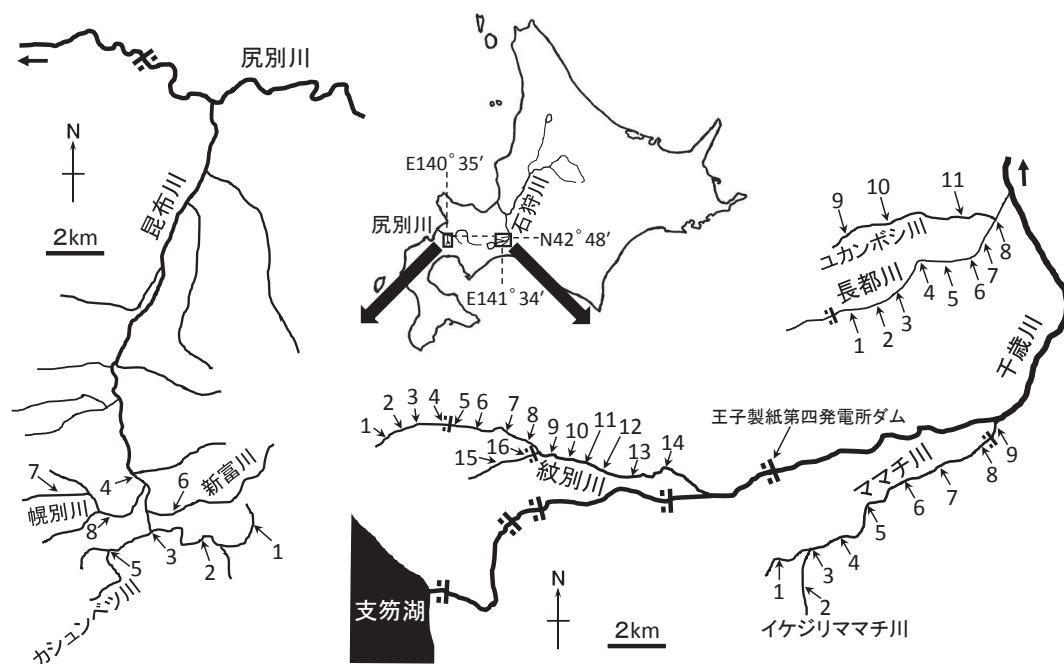 尻別川
N
昆布川
2km
7
4
6
新富川
幌別川
8
3
2
1
5
カシュンベツ川
E140°35′
石狩川
尻別川
N42°48′
E141°34′
9
10
11
ユカンボシ川
8
7
6
5
4
長都川
3
2
1
千歳川
王子製紙第四発電所ダム
1
2
3
4
5
6
7
8
9
10
11
12
13
14
15
16
紋別川
ママチ川
9
8
7
6
5
4
3
1
2
イケジリママチ川
支笏湖
N
2km